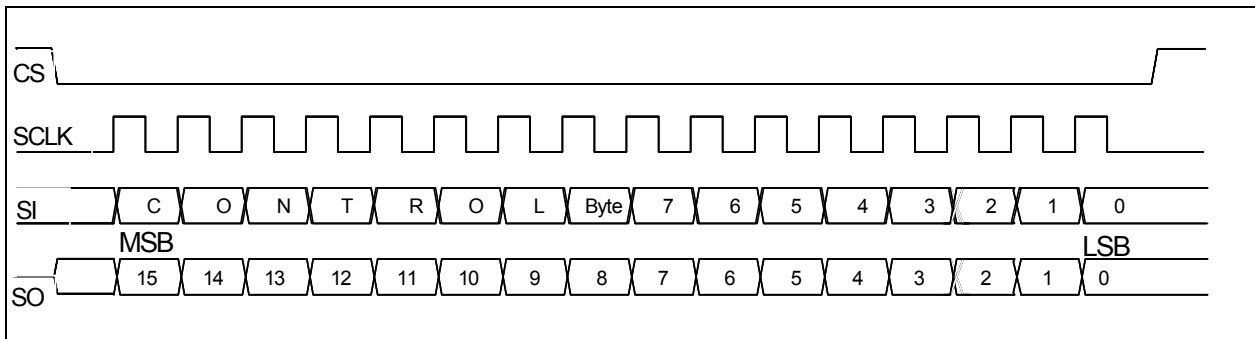 CS
SCLK
SI C O N T R O L Byte 7 6 5 4 3 2 1 0
MSB LSB
SO 15 14 13 12 11 10 9 8 7 6 5 4 3 2 1 0